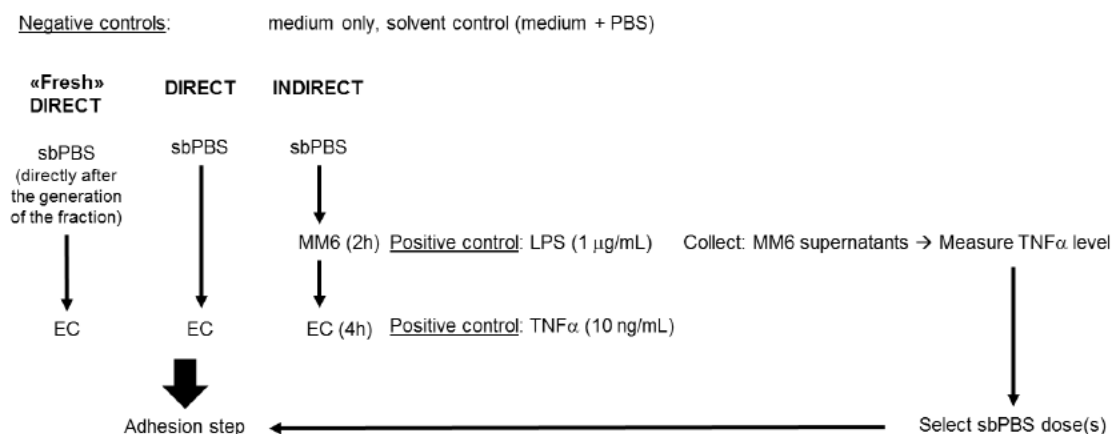 Negative controls: medium only, solvent control (medium + PBS)
«Fresh»
DIRECT
DIRECT
INDIRECT
sbPBS
(directly after
the generation
of the fraction)
sbPBS
sbPBS
MM6 (2h) Positive control: LPS (1 μg/mL) Collect: MM6 supernatants → Measure TNFα level
EC
EC
EC (4h) Positive control: TNFα (10 ng/mL)
Adhesion step
Select sbPBS dose(s)